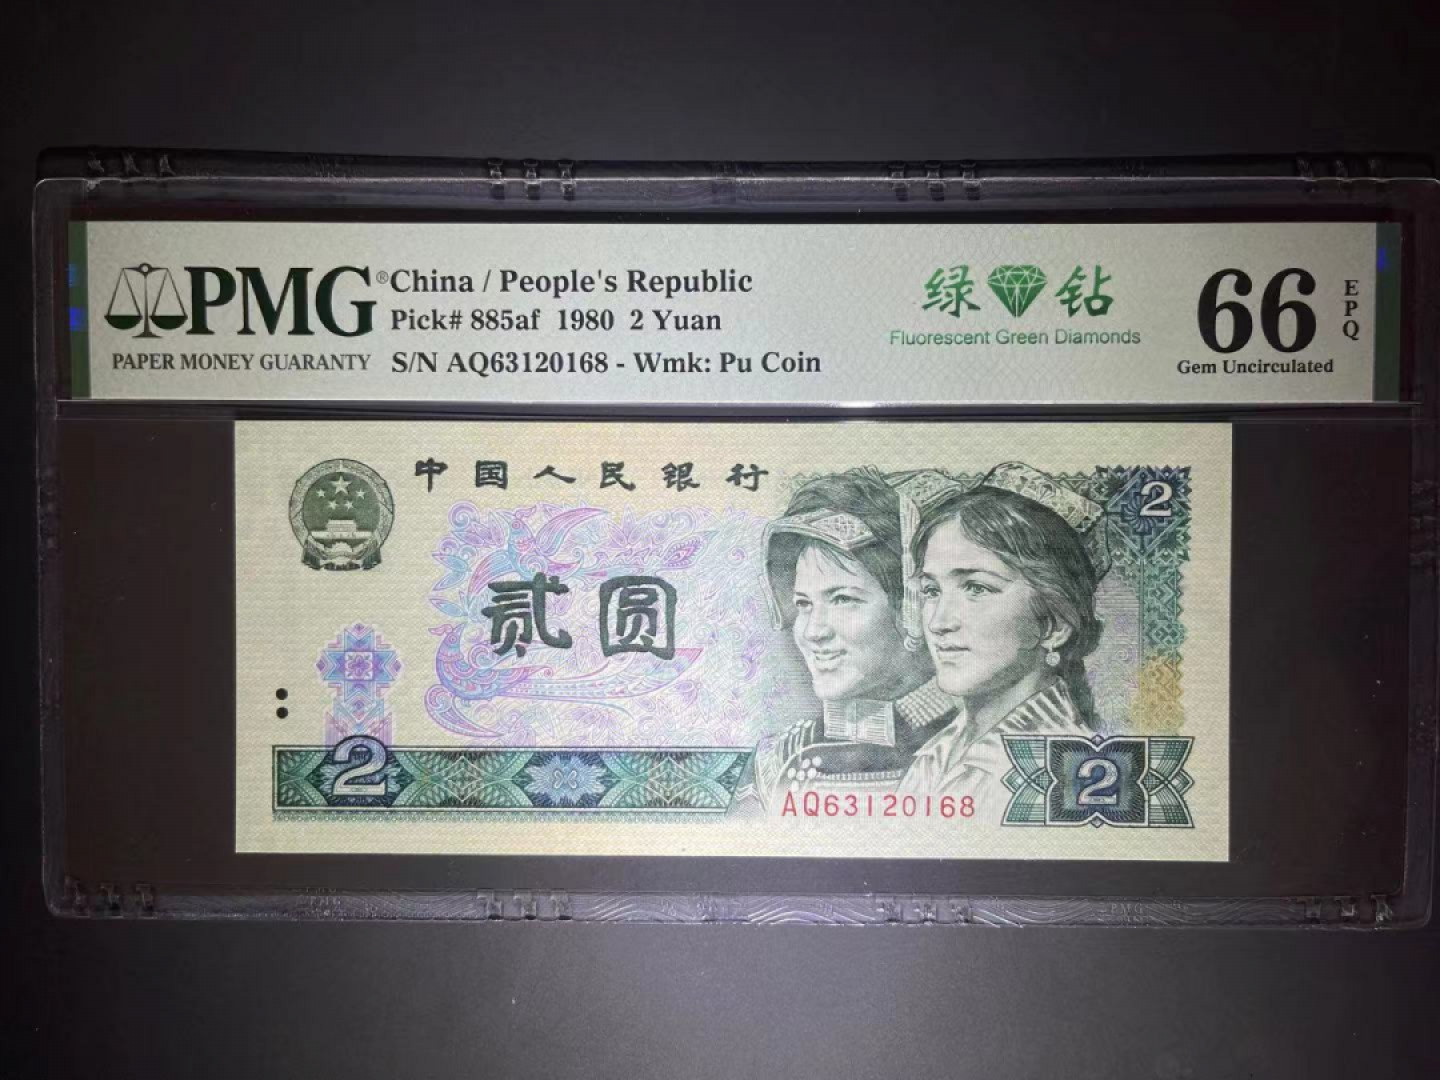 PMG®
PAPER MONEY GUARANTY
China / People's Republic
Pick# 885af 1980 2 Yuan
S/N AQ63120168 - Wmk: Pu Coin
绿钻
Fluorescent Green Diamonds
66
EPQ
Gem Uncirculated
中国人民银行
2
贰圆
2
AQ63120168
2